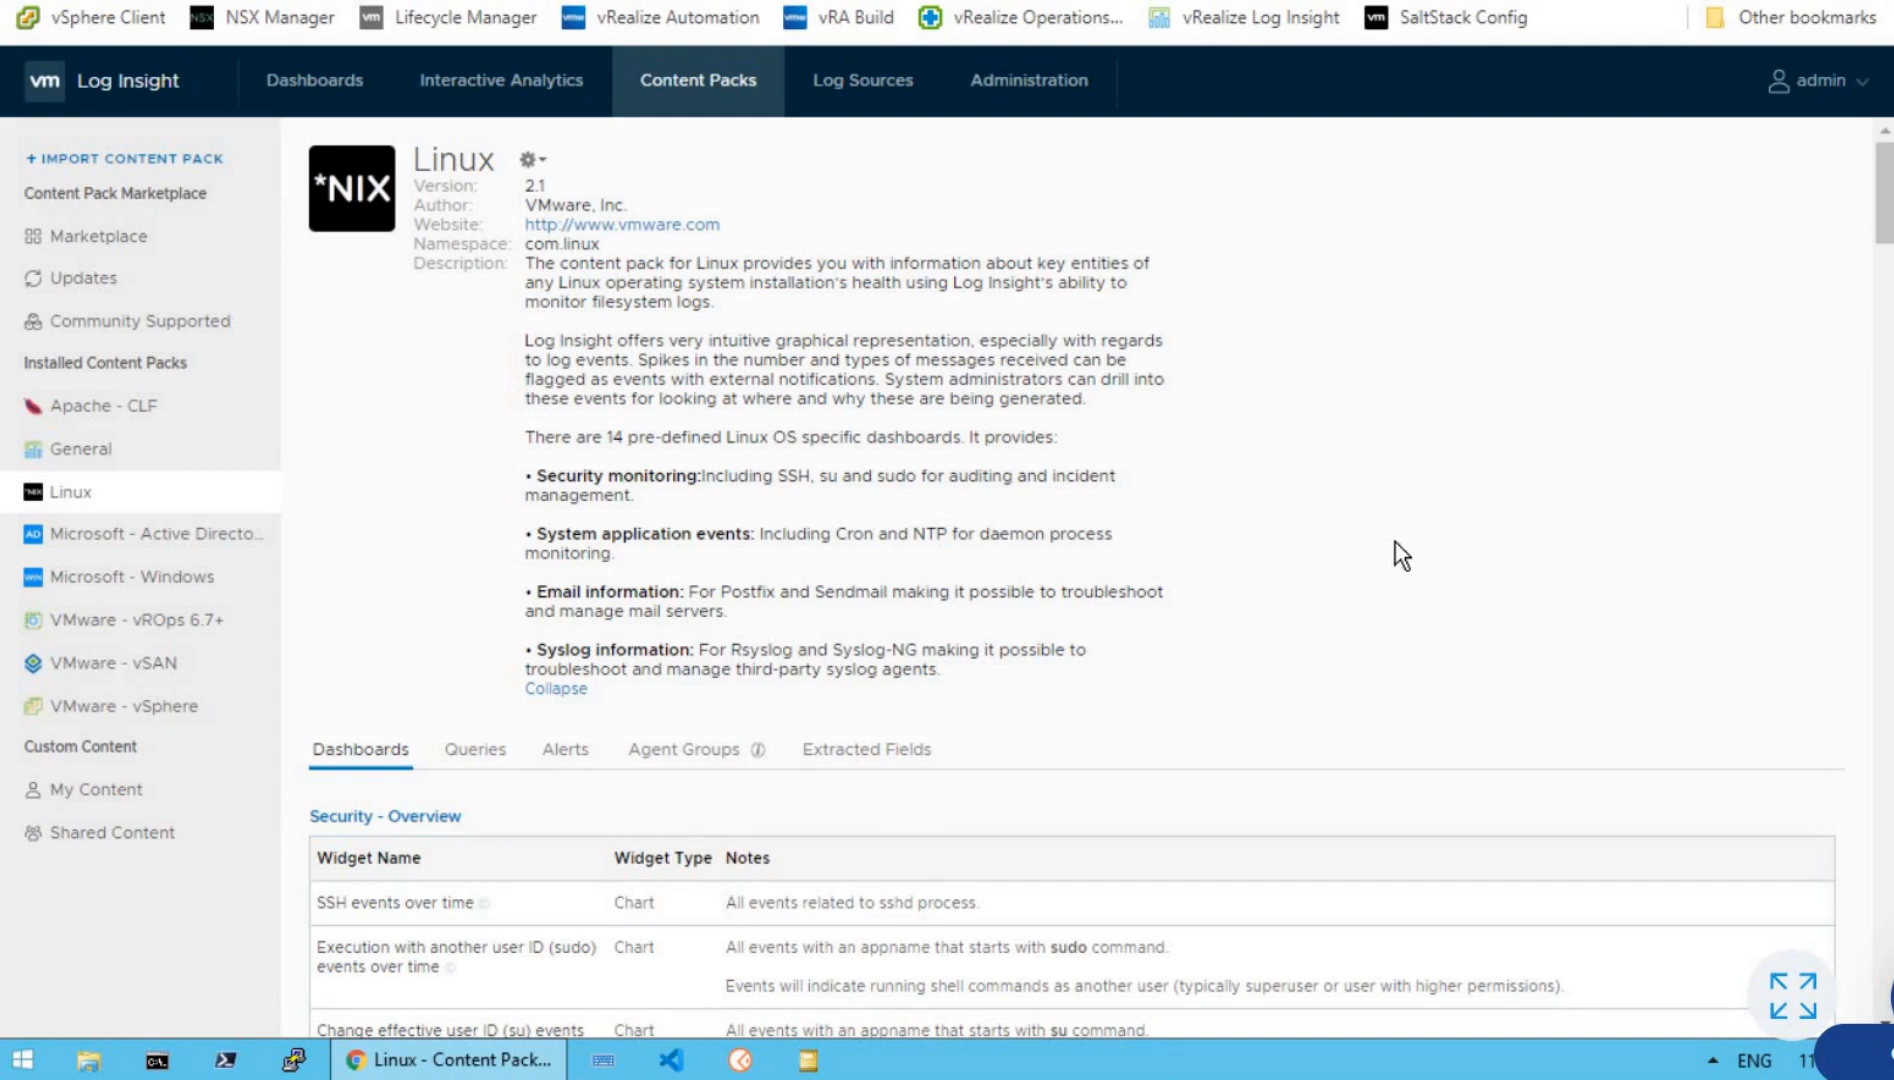 vSphere Client NSX NSX Manager vm Lifecycle Manager vmw vRealize Automation vmw vRA Build vRealize Operations... vRealize Log Insight vm SaltStack Config Other bookmarks
vm Log Insight Dashboards Interactive Analytics Content Packs Log Sources Administration admin
+ IMPORT CONTENT PACK
Content Pack Marketplace
Marketplace
Updates
Community Supported
Installed Content Packs
Apache - CLF
General
*NIX Linux
AD Microsoft - Active Directo...
WIN Microsoft - Windows
VMware - vROps 6.7+
VMware - vSAN
VMware - vSphere
Custom Content
My Content
Shared Content
*NIX
Linux
Version: 2.1
Author: VMware, Inc.
Website: http://www.vmware.com
Namespace: com.linux
Description: The content pack for Linux provides you with information about key entities of
any Linux operating system installation's health using Log Insight's ability to
monitor filesystem logs.
Log Insight offers very intuitive graphical representation, especially with regards
to log events. Spikes in the number and types of messages received can be
flagged as events with external notifications. System administrators can drill into
these events for looking at where and why these are being generated.
There are 14 pre-defined Linux OS specific dashboards. It provides:
• Security monitoring:Including SSH, su and sudo for auditing and incident
management.
• System application events: Including Cron and NTP for daemon process
monitoring.
• Email information: For Postfix and Sendmail making it possible to troubleshoot
and manage mail servers.
• Syslog information: For Rsyslog and Syslog-NG making it possible to
troubleshoot and manage third-party syslog agents.
Collapse
Dashboards Queries Alerts Agent Groups Extracted Fields
Security - Overview
Widget Name Widget Type Notes
SSH events over time Chart All events related to sshd process.
Execution with another user ID (sudo) Chart All events with an appname that starts with sudo command.
events over time
Events will indicate running shell commands as another user (typically superuser or user with higher permissions).
Change effective user ID (su) events Chart All events with an appname that starts with su command.
Linux - Content Pack... ENG 11